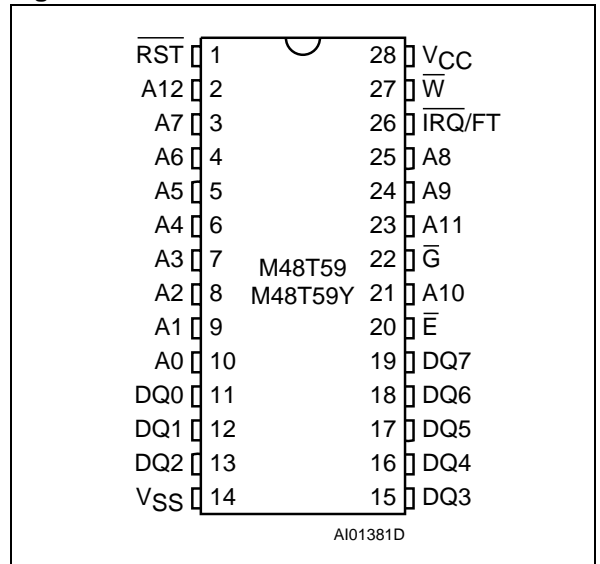 R̅S̅T̅ 1 28 VCC
A12 2 27 W̅
A7 3 26 I̅R̅Q̅/FT
A6 4 25 A8
A5 5 24 A9
A4 6 23 A11
A3 7 22 G̅
M48T59
A2 8 M48T59Y 21 A10
A1 9 20 E̅
A0 10 19 DQ7
DQ0 11 18 DQ6
DQ1 12 17 DQ5
DQ2 13 16 DQ4
VSS 14 15 DQ3
AI01381D